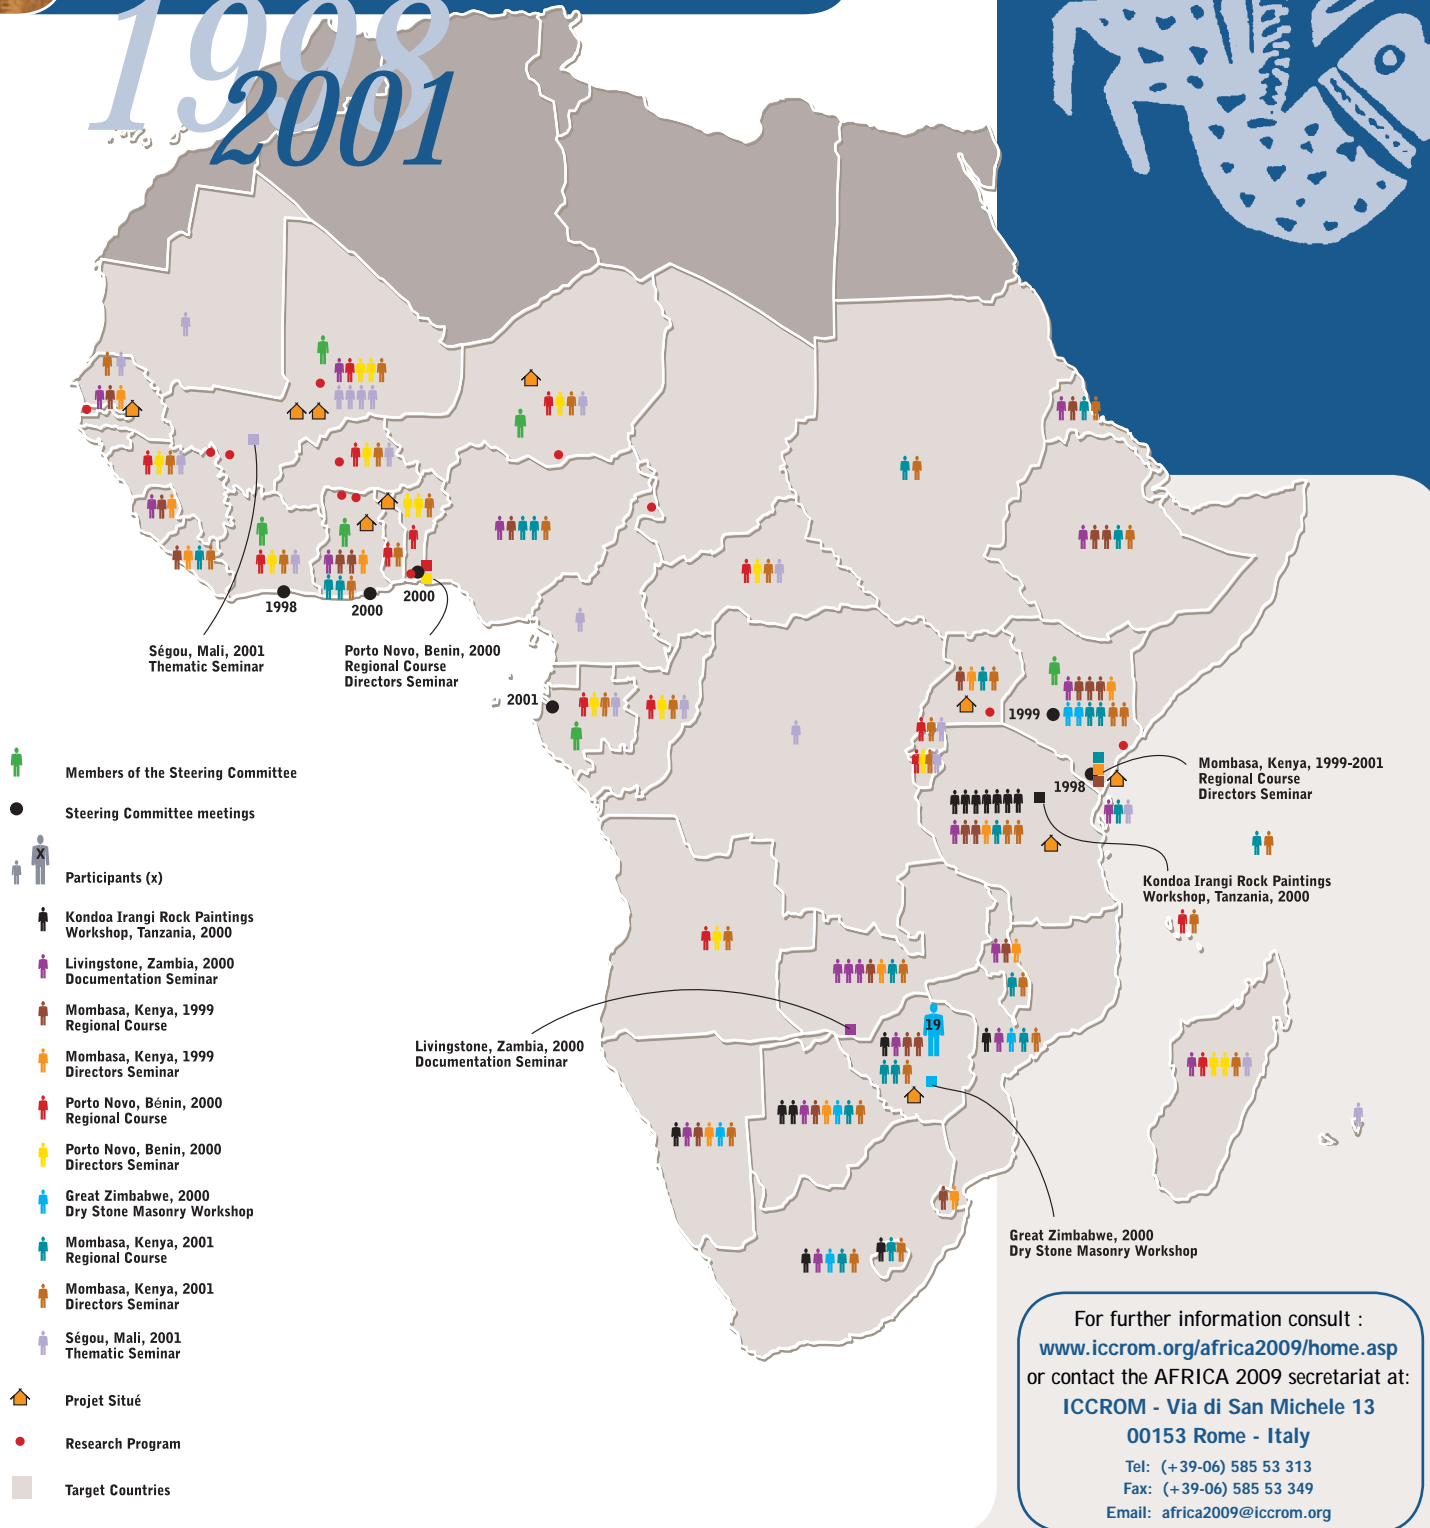 1998
2001
1998
2000
2000
Ségou, Mali, 2001
Thematic Seminar
Porto Novo, Benin, 2000
Regional Course
Directors Seminar
2001
1999
1998
Mombasa, Kenya, 1999-2001
Regional Course
Directors Seminar
Kondoa Irangi Rock Paintings
Workshop, Tanzania, 2000
19
Livingstone, Zambia, 2000
Documentation Seminar
Great Zimbabwe, 2000
Dry Stone Masonry Workshop
Members of the Steering Committee
Steering Committee meetings
X
Participants (x)
Kondoa Irangi Rock Paintings
Workshop, Tanzania, 2000
Livingstone, Zambia, 2000
Documentation Seminar
Mombasa, Kenya, 1999
Regional Course
Mombasa, Kenya, 1999
Directors Seminar
Porto Novo, Bénin, 2000
Regional Course
Porto Novo, Benin, 2000
Directors Seminar
Great Zimbabwe, 2000
Dry Stone Masonry Workshop
Mombasa, Kenya, 2001
Regional Course
Mombasa, Kenya, 2001
Directors Seminar
Ségou, Mali, 2001
Thematic Seminar
Projet Situé
Research Program
Target Countries
For further information consult :
www.iccrom.org/africa2009/home.asp
or contact the AFRICA 2009 secretariat at:
ICCROM - Via di San Michele 13
00153 Rome - Italy
Tel: (+39-06) 585 53 313
Fax: (+39-06) 585 53 349
Email: africa2009@iccrom.org